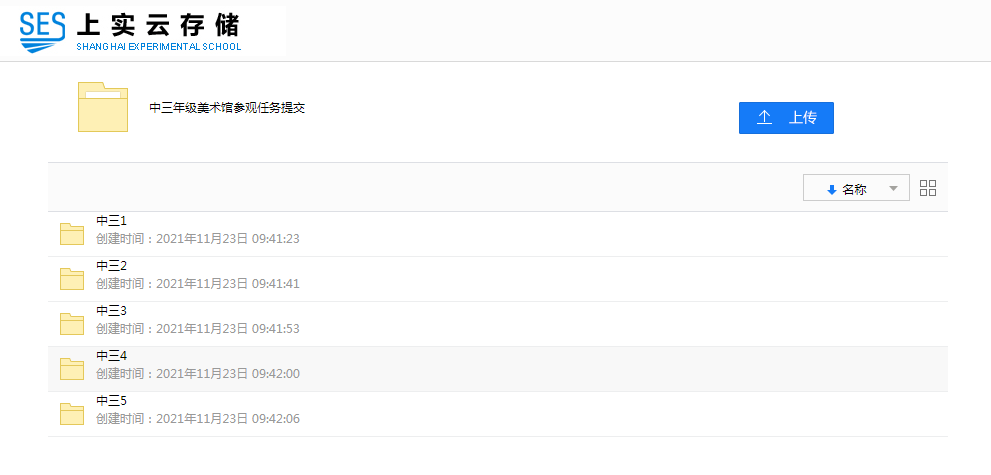 SES 上实云存储
SHANGHAI EXPERIMENTAL SCHOOL
中三年级美术馆参观任务提交
上传
名称
中三1
创建时间：2021年11月23日 09:41:23
中三2
创建时间：2021年11月23日 09:41:41
中三3
创建时间：2021年11月23日 09:41:53
中三4
创建时间：2021年11月23日 09:42:00
中三5
创建时间：2021年11月23日 09:42:06